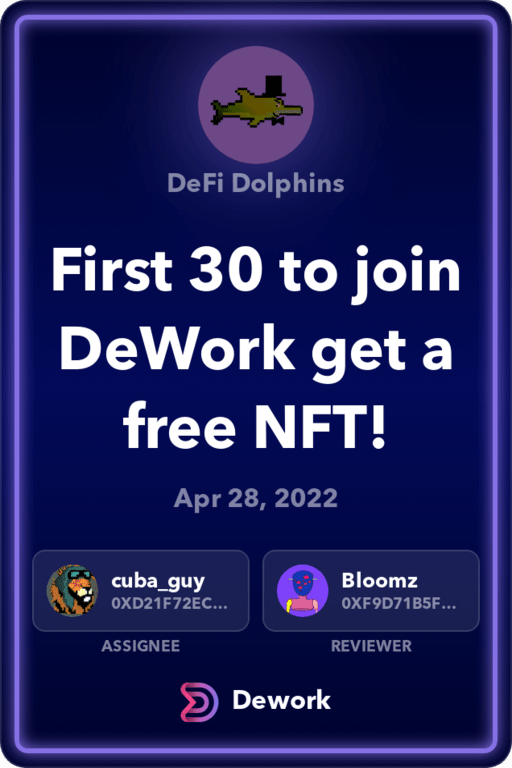 DeFi Dolphins
First 30 to join
DeWork get a
free NFT!
Apr 28, 2022
cuba_guy
0XD21F72EC...
ASSIGNEE
Bloomz
0XF9D71B5F...
REVIEWER
Dework